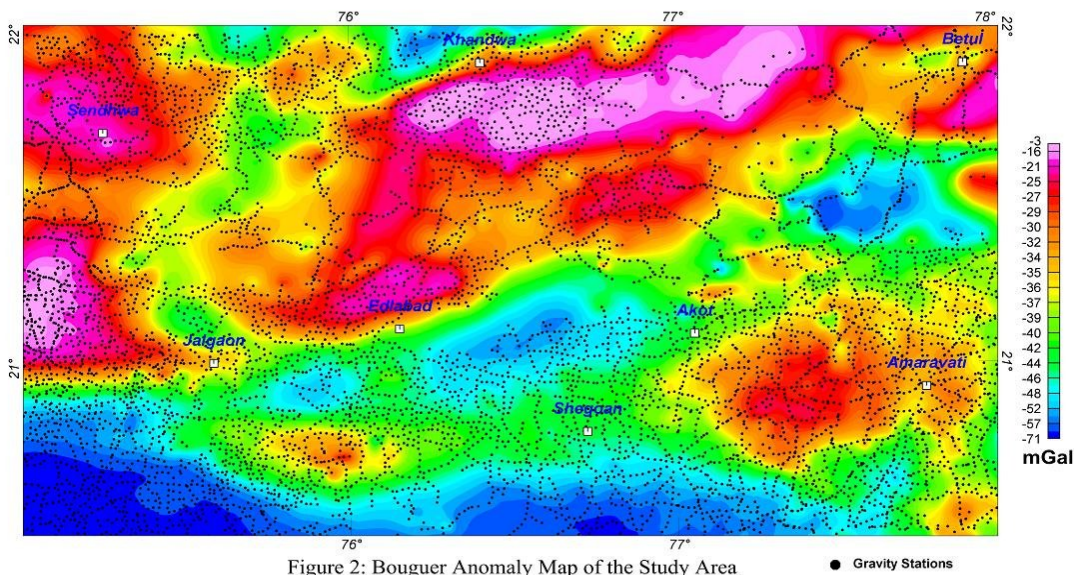 76° 77° 78°
22° 22°
Khandwa Betul
Sendhwa
-3
-16
-21
-25
-27
-29
-30
-32
-34
-35
-36
-37
-39
-40
-42
-44
-46
-48
-52
-57
-71
mGal
Edlabad
Akot
Jalgaon
21° 21°
Amaravati
Shegoan
76° 77°
Figure 2: Bouguer Anomaly Map of the Study Area
Gravity Stations